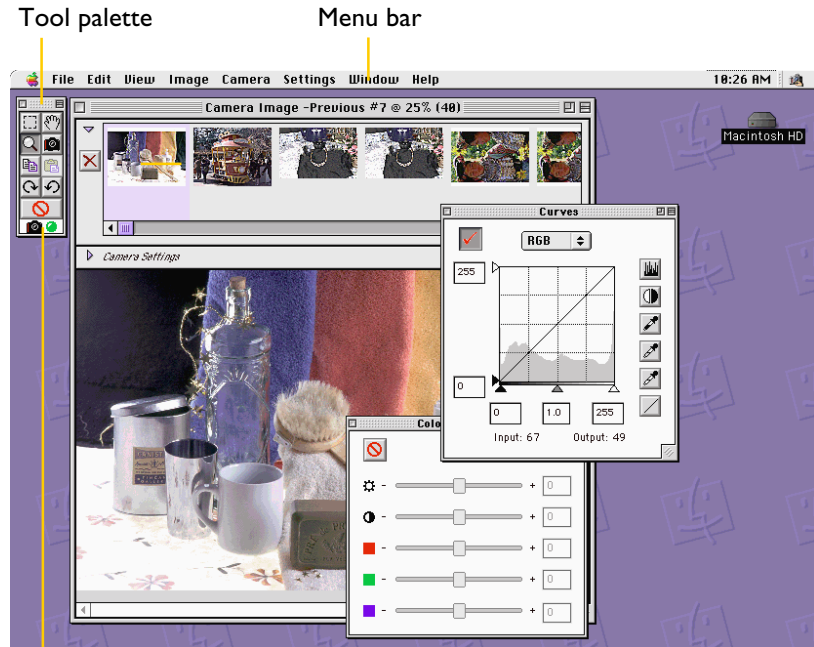 Tool palette
Menu bar
File Edit View Image Camera Settings Window Help
10:26 AM
Camera Image -Previous #7 @ 25% (40)
Macintosh HD
Camera Settings
Curves
RGB
255
0
0 1.0 255
Input: 67 Output: 49
Colo
- + 0
- + 0
- + 0
- + 0
- + 0